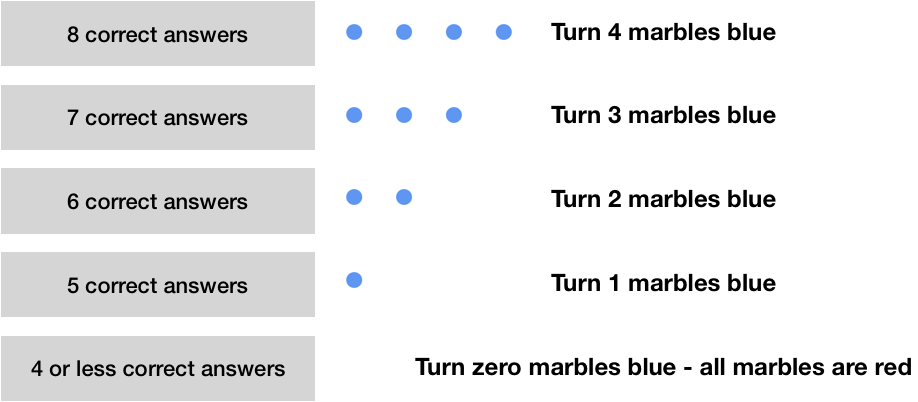 8 correct answers
Turn 4 marbles blue
7 correct answers
Turn 3 marbles blue
6 correct answers
Turn 2 marbles blue
5 correct answers
Turn 1 marbles blue
4 or less correct answers
Turn zero marbles blue - all marbles are red